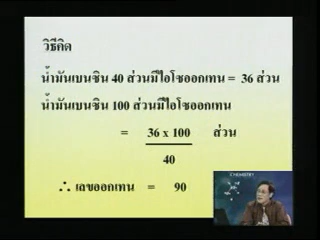 วิธีคิด
น้ำมันเบนซิน 40 ส่วนมีไอโซออกเทน = 36 ส่วน
น้ำมันเบนซิน 100 ส่วนมีไอโซออกเทน
= 36 x 100 ส่วน
40
∴ เลขออกเทน = 90
CHEMISTRY